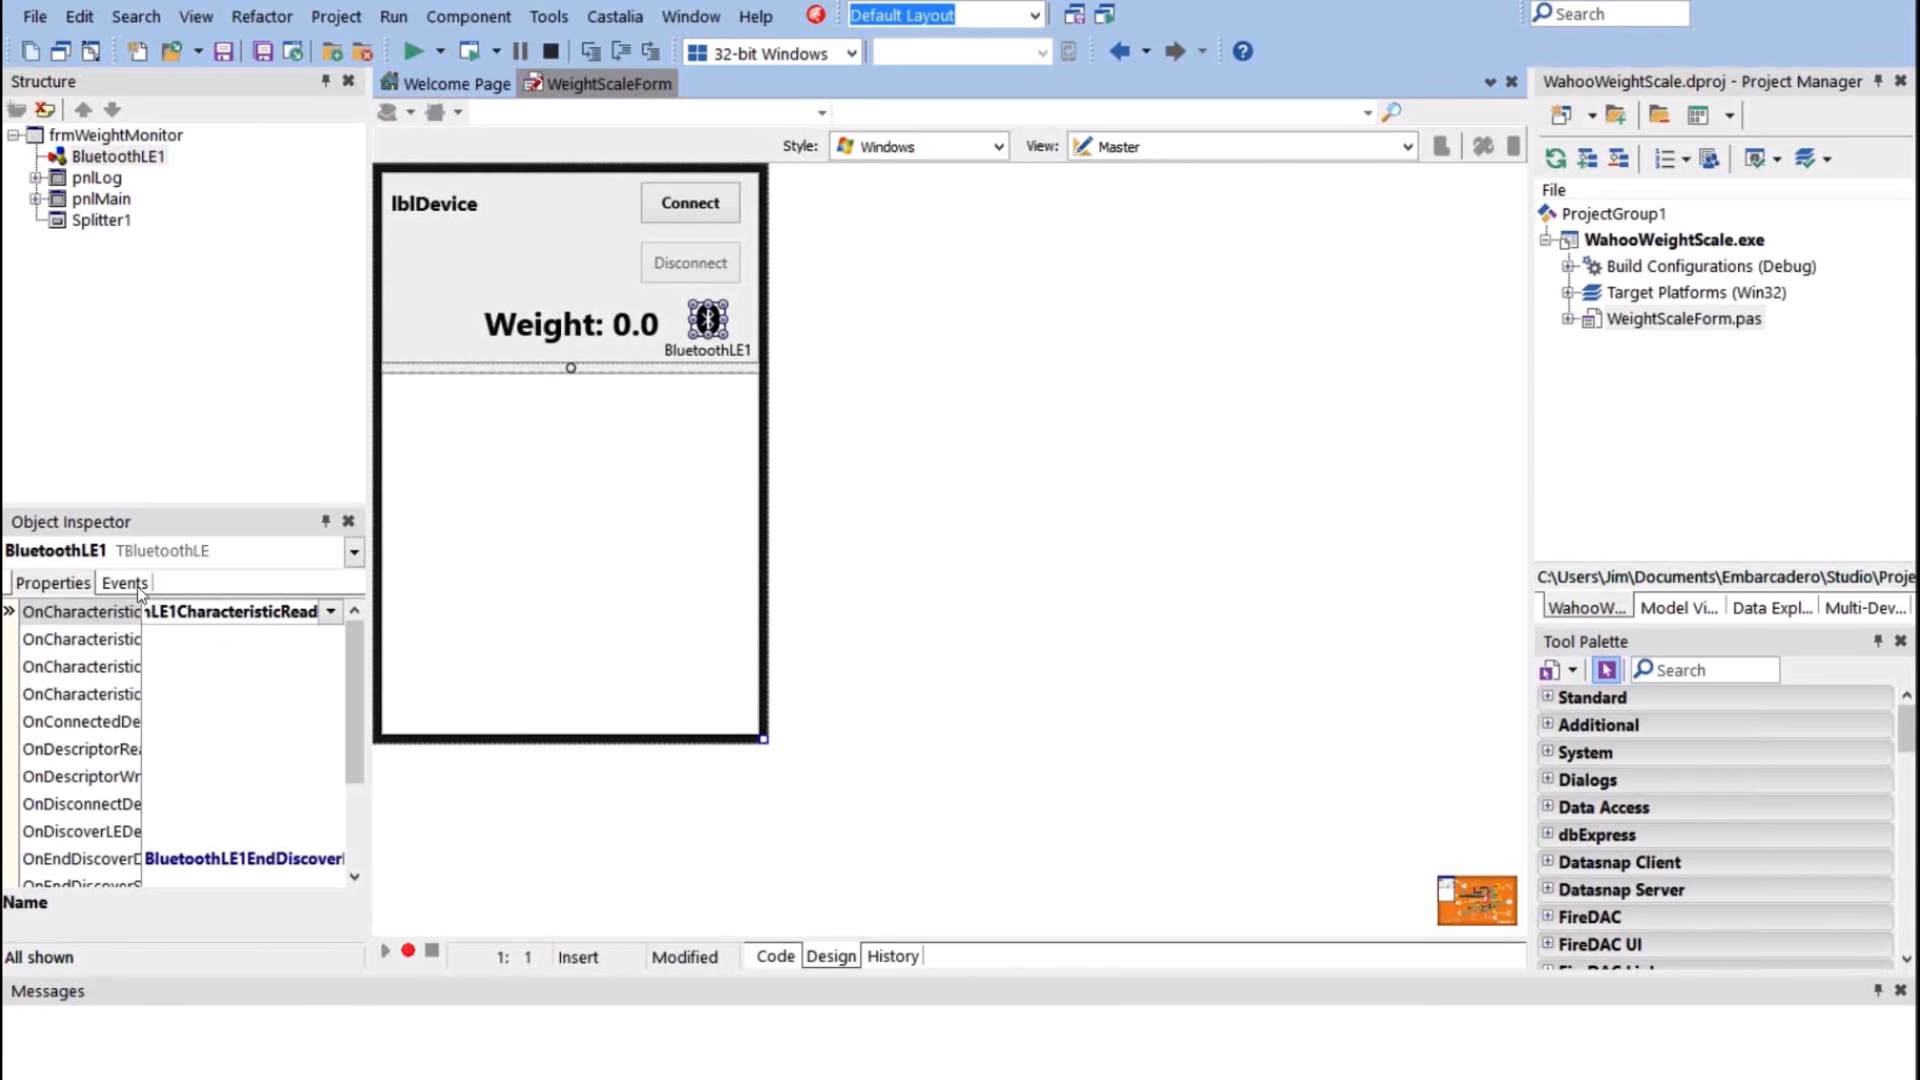 File Edit Search View Refactor Project Run Component Tools Castalia Window Help Default Layout Search
32-bit Windows
Structure
frmWeightMonitor
BluetoothLE1
pnlLog
pnlMain
Splitter1
Object Inspector
BluetoothLE1 TBluetoothLE
Properties Events
OnCharacteristic LE1CharacteristicRead
OnCharacteristic
OnCharacteristic
OnCharacteristic
OnConnectedDe
OnDescriptorRea
OnDescriptorWr
OnDisconnectDe
OnDiscoverLEDe
OnEndDiscoverD BluetoothLE1EndDiscover
OnEndDiscoverS
Name
All shown
Welcome Page WeightScaleForm
Style: Windows View: Master
lblDevice Connect
Disconnect
Weight: 0.0
BluetoothLE1
1: 1 Insert Modified Code Design History
Messages
WahooWeightScale.dproj - Project Manager
File
ProjectGroup1
WahooWeightScale.exe
Build Configurations (Debug)
Target Platforms (Win32)
WeightScaleForm.pas
C:\Users\Jim\Documents\Embarcadero\Studio\Proje
WahooW... Model Vi... Data Expl... Multi-Dev...
Tool Palette
Search
Standard
Additional
System
Dialogs
Data Access
dbExpress
Datasnap Client
Datasnap Server
FireDAC
FireDAC UI